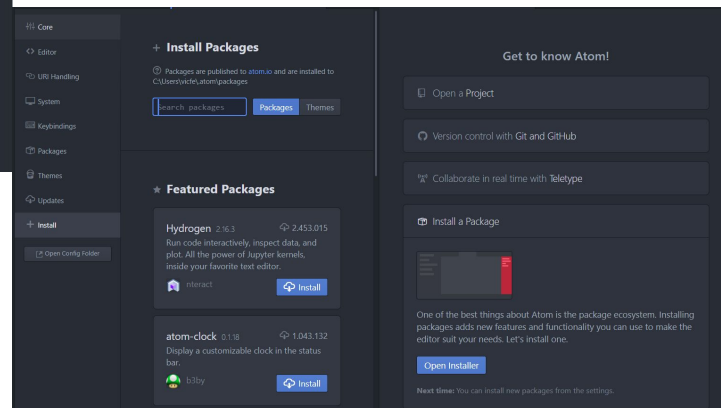 Core
Editor
URI Handling
System
Keybindings
Packages
Themes
Updates
+ Install
Open Config Folder
+ Install Packages
Packages are published to atom.io and are installed to
C:\Users\vicfe\.atom\packages
Search packages
Packages Themes
Featured Packages
Hydrogen 2.16.3 2.453.015
Run code interactively, inspect data, and
plot. All the power of Jupyter kernels,
inside your favorite text editor.
nteract Install
atom-clock 0.1.18 1.043.132
Display a customizable clock in the status
bar.
b3by Install
Get to know Atom!
Open a Project
Version control with Git and GitHub
Collaborate in real time with Teletype
Install a Package
One of the best things about Atom is the package ecosystem. Installing
packages adds new features and functionality you can use to make the
editor suit your needs. Let's install one.
Open Installer
Next time: You can install new packages from the settings.